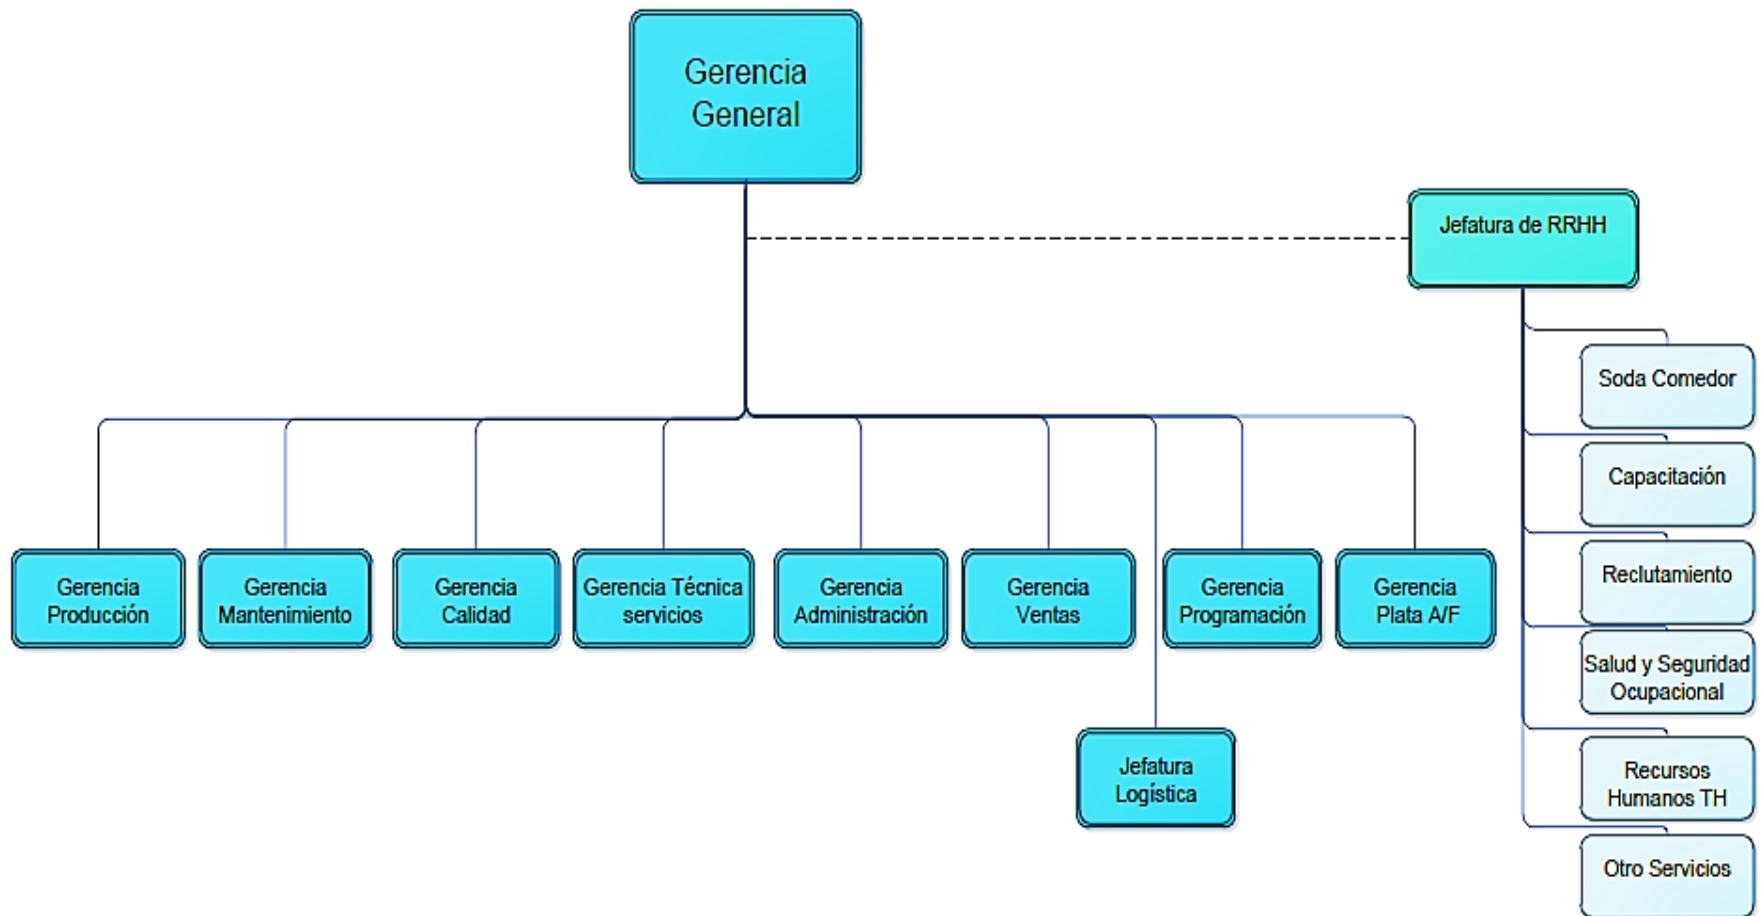 Gerencia
General
Jefatura de RRHH
Soda Comedor
Capacitación
Reclutamiento
Salud y Seguridad
Ocupacional
Recursos
Humanos TH
Otro Servicios
Gerencia
Producción
Gerencia
Mantenimiento
Gerencia
Calidad
Gerencia Técnica
servicios
Gerencia
Administración
Gerencia
Ventas
Gerencia
Programación
Gerencia
Plata A/F
Jefatura
Logística